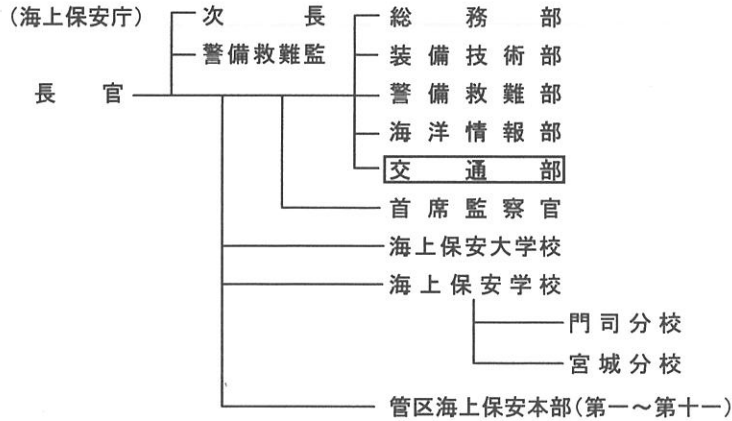 （海上保安庁）
次長
総務部
警備救難監
装備技術部
長官
警備救難部
海洋情報部
交通部
首席監察官
海上保安大学校
海上保安学校
門司分校
宮城分校
管区海上保安本部（第一～第十一）